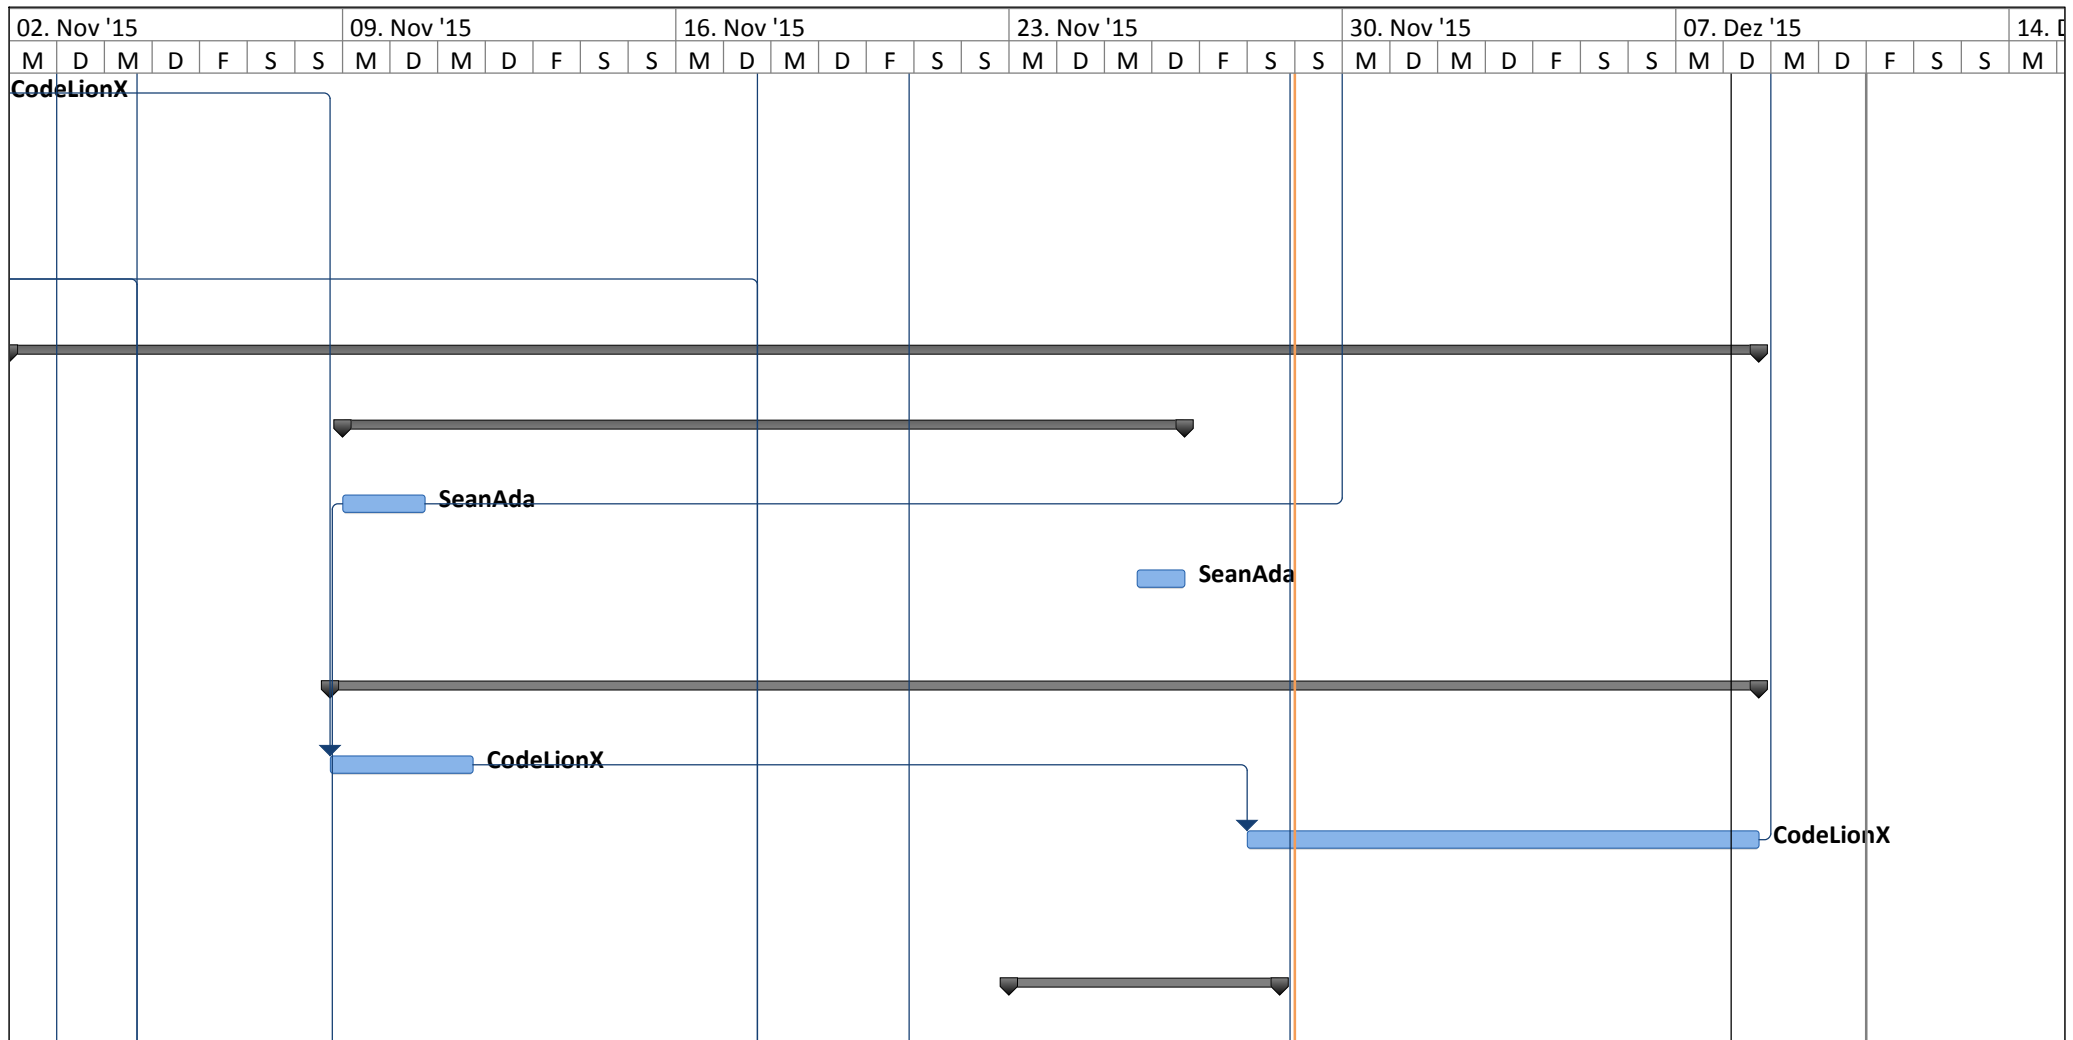 02. Nov '15 09. Nov '15 16. Nov '15 23. Nov '15 30. Nov '15 07. Dez '15 14. D
M D M D F S S M D M D F S S M D M D F S S M D M D F S S M D M D F S S M D M D F S S M
CodeLionX
SeanAda
SeanAda
CodeLionX
CodeLionX